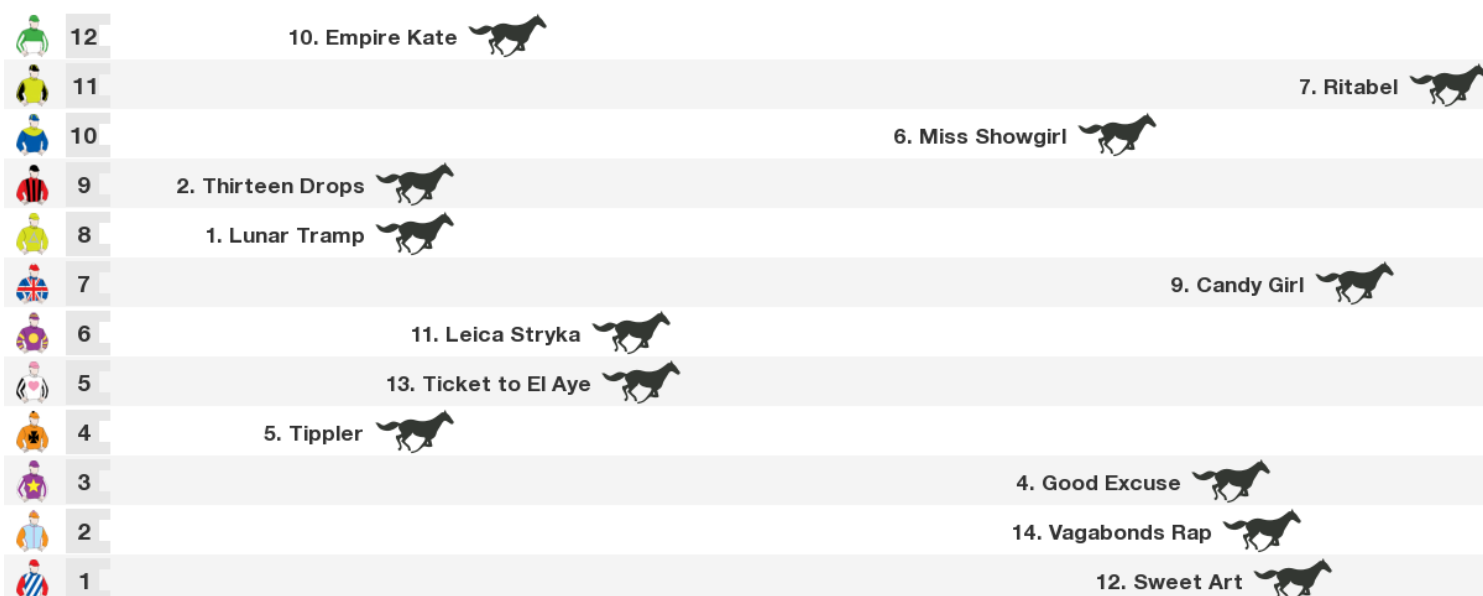 12 10. Empire Kate
11 7. Ritabel
10 6. Miss Showgirl
9 2. Thirteen Drops
8 1. Lunar Tramp
7 9. Candy Girl
6 11. Leica Stryka
5 13. Ticket to El Aye
4 5. Tippler
3 4. Good Excuse
2 14. Vagabonds Rap
1 12. Sweet Art